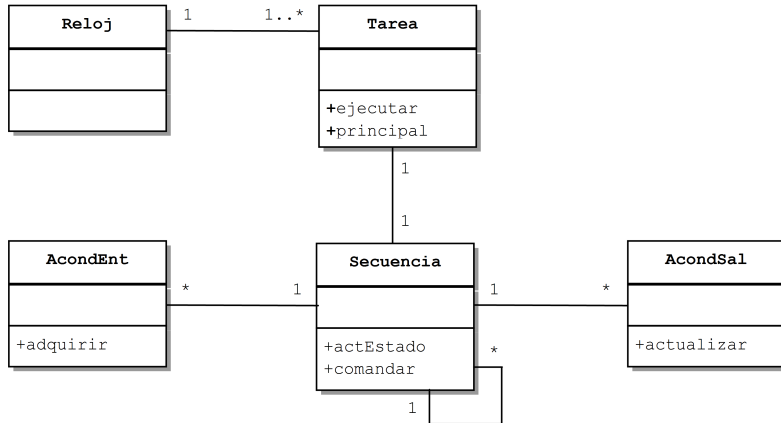 Reloj
1
1..*
Tarea
+ejecutar
+principal
1
1
AcondEnt
+adquirir
*
1
Secuencia
+actEstado
+comandar
1
*
*
1
AcondSal
+actualizar